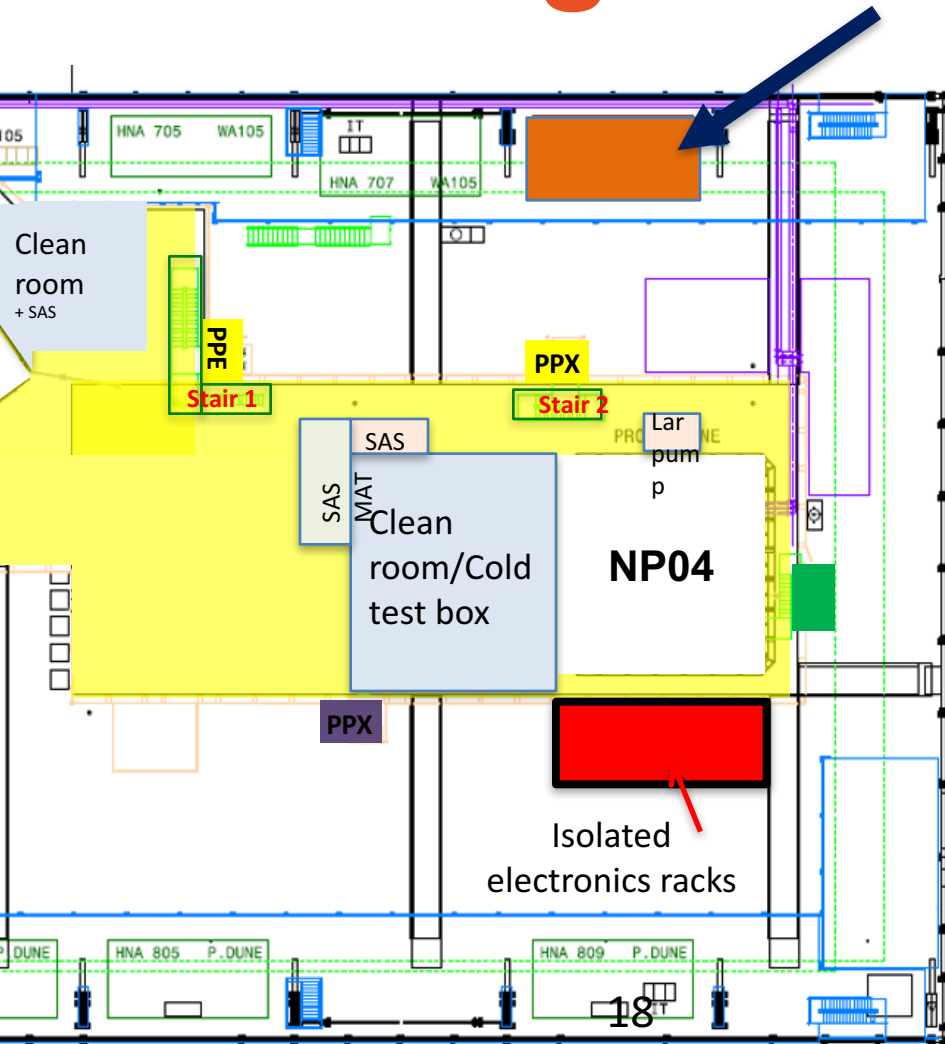 105
HNA 705 WA105
IT
HNA 707 WA105
Clean
room
+ SAS
PPE
PPX
Stair 1
Stair 2
Lar
pum
p
SAS
SAS
MAT
Clean
room/Cold
test box
NP04
PPX
Isolated
electronics racks
P.DUNE
HNA 805 P.DUNE
HNA 809 P.DUNE
IT
18